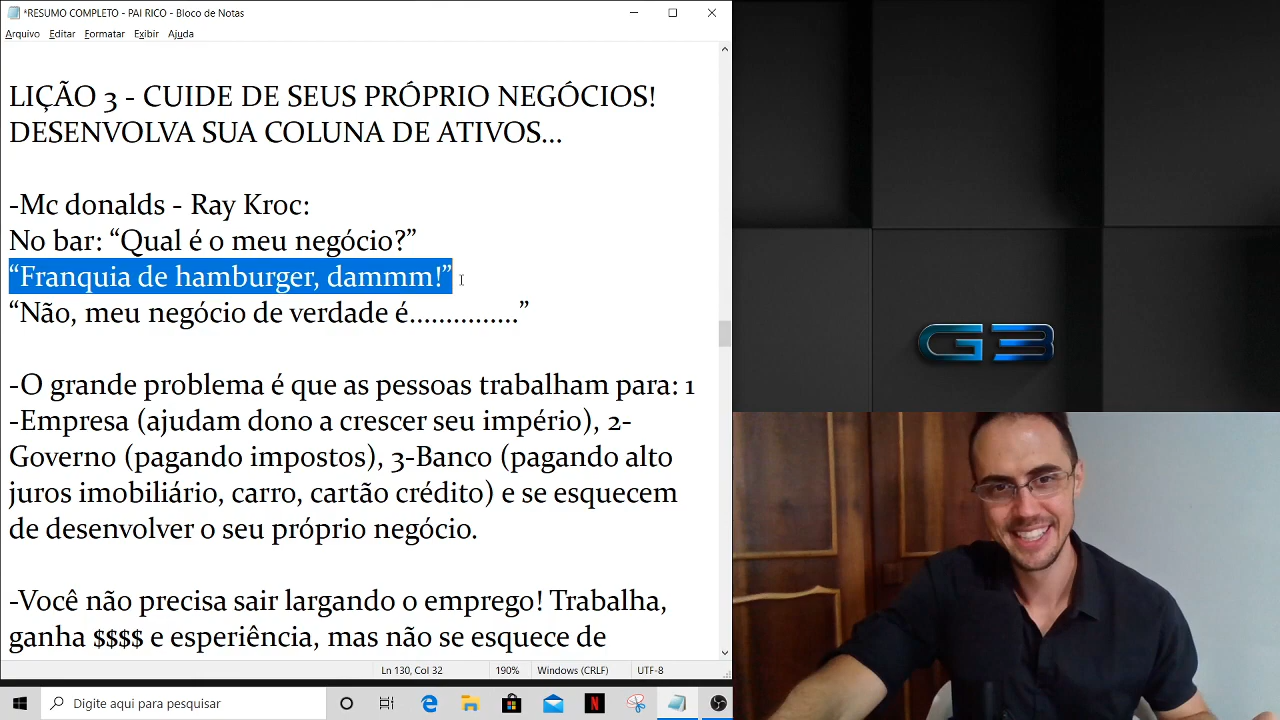 *RESUMO COMPLETO - PAI RICO - Bloco de Notas
Arquivo Editar Formatar Exibir Ajuda
LIÇÃO 3 - CUIDE DE SEUS PRÓPRIO NEGÓCIOS!
DESENVOLVA SUA COLUNA DE ATIVOS...
-Mc donalds - Ray Kroc:
No bar: “Qual é o meu negócio?”
“Franquia de hamburger, dammm!”
“Não, meu negócio de verdade é...............”
-O grande problema é que as pessoas trabalham para: 1
-Empresa (ajudam dono a crescer seu império), 2-
Governo (pagando impostos), 3-Banco (pagando alto
juros imobiliário, carro, cartão crédito) e se esquecem
de desenvolver o seu próprio negócio.
-Você não precisa sair largando o emprego! Trabalha,
ganha $$$$ e esperiência, mas não se esquece de
Ln 130, Col 32 190% Windows (CRLF) UTF-8
Digite aqui para pesquisar
G3